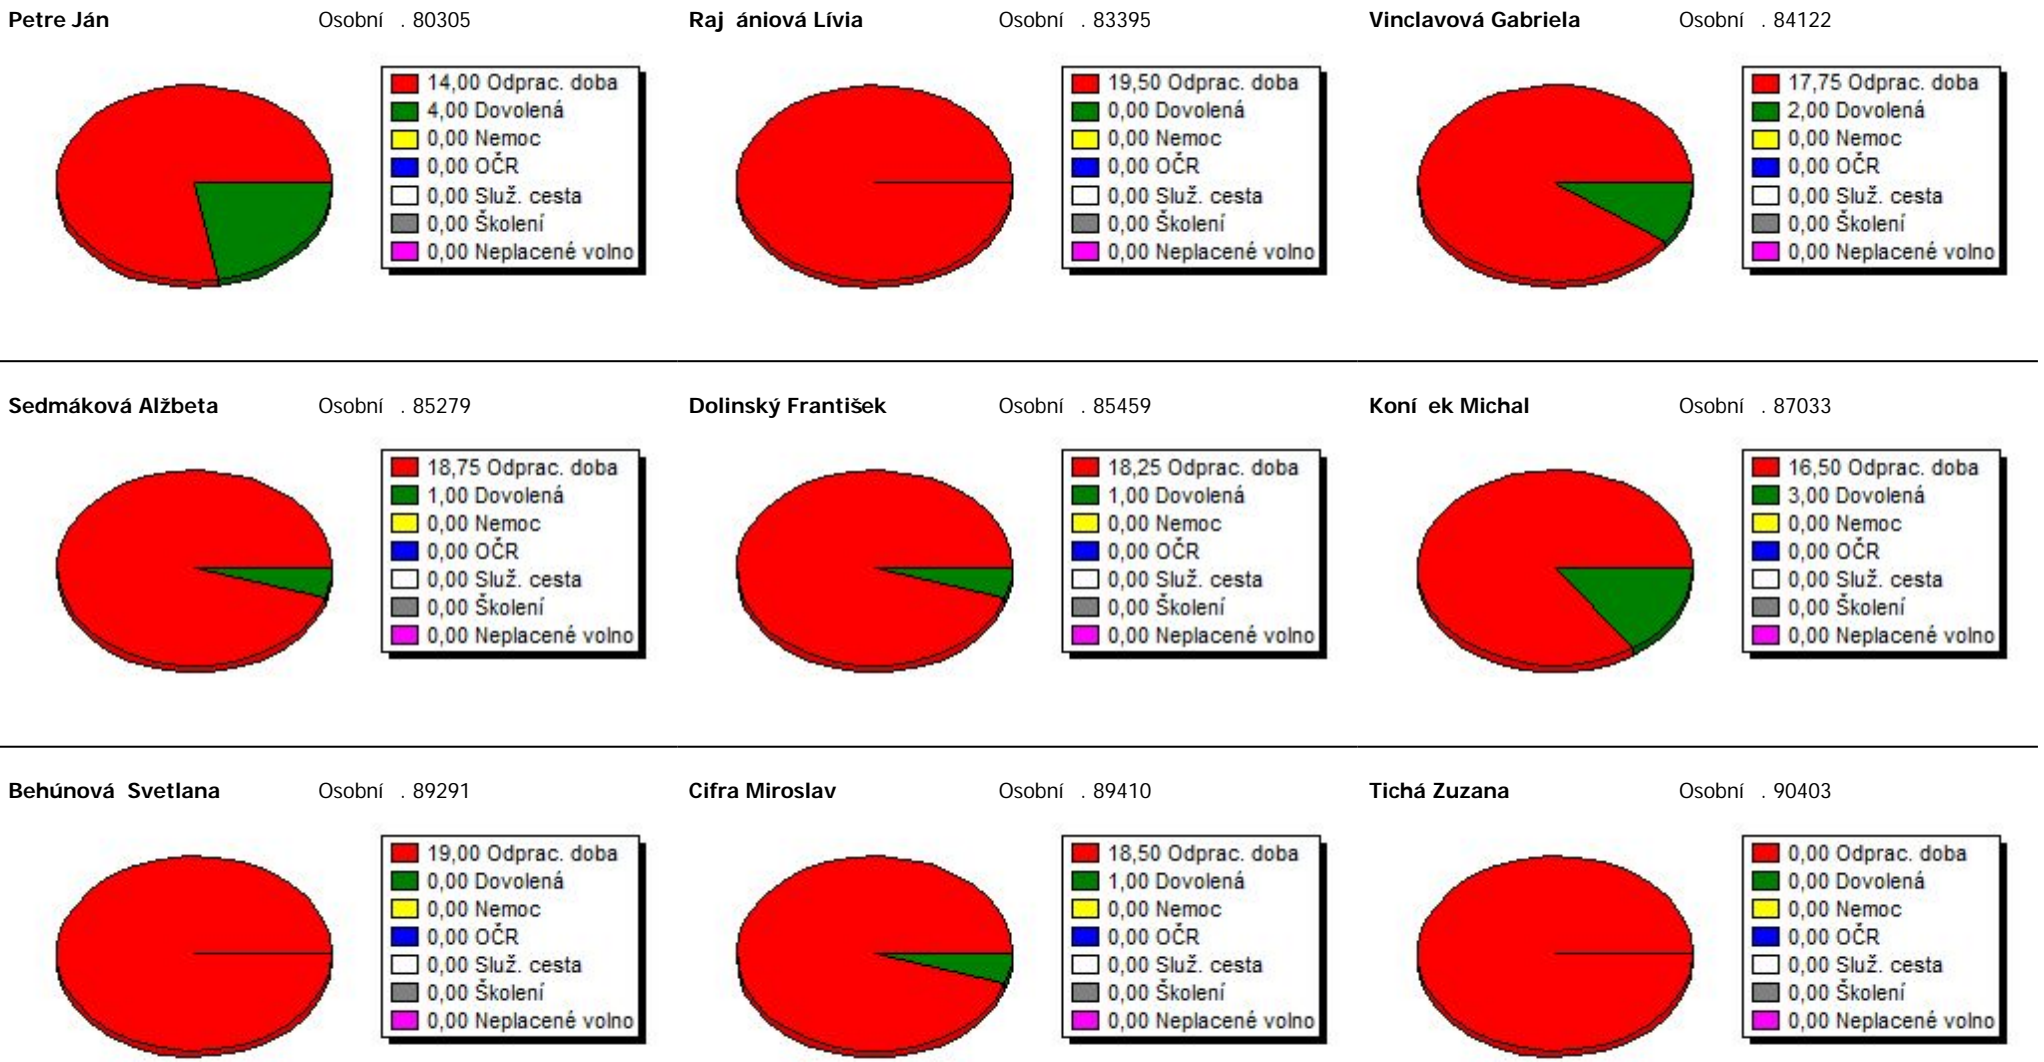 Petre Ján Osobní . 80305
14,00 Odprac. doba
4,00 Dovolená
0,00 Nemoc
0,00 OČR
0,00 Služ. cesta
0,00 Školení
0,00 Neplacené volno
Raj ániová Lívia Osobní . 83395
19,50 Odprac. doba
0,00 Dovolená
0,00 Nemoc
0,00 OČR
0,00 Služ. cesta
0,00 Školení
0,00 Neplacené volno
Vinclavová Gabriela Osobní . 84122
17,75 Odprac. doba
2,00 Dovolená
0,00 Nemoc
0,00 OČR
0,00 Služ. cesta
0,00 Školení
0,00 Neplacené volno
Sedmáková Alžbeta Osobní . 85279
18,75 Odprac. doba
1,00 Dovolená
0,00 Nemoc
0,00 OČR
0,00 Služ. cesta
0,00 Školení
0,00 Neplacené volno
Dolinský František Osobní . 85459
18,25 Odprac. doba
1,00 Dovolená
0,00 Nemoc
0,00 OČR
0,00 Služ. cesta
0,00 Školení
0,00 Neplacené volno
Koní ek Michal Osobní . 87033
16,50 Odprac. doba
3,00 Dovolená
0,00 Nemoc
0,00 OČR
0,00 Služ. cesta
0,00 Školení
0,00 Neplacené volno
Behúnová Svetlana Osobní . 89291
19,00 Odprac. doba
0,00 Dovolená
0,00 Nemoc
0,00 OČR
0,00 Služ. cesta
0,00 Školení
0,00 Neplacené volno
Cifra Miroslav Osobní . 89410
18,50 Odprac. doba
1,00 Dovolená
0,00 Nemoc
0,00 OČR
0,00 Služ. cesta
0,00 Školení
0,00 Neplacené volno
Tichá Zuzana Osobní . 90403
0,00 Odprac. doba
0,00 Dovolená
0,00 Nemoc
0,00 OČR
0,00 Služ. cesta
0,00 Školení
0,00 Neplacené volno